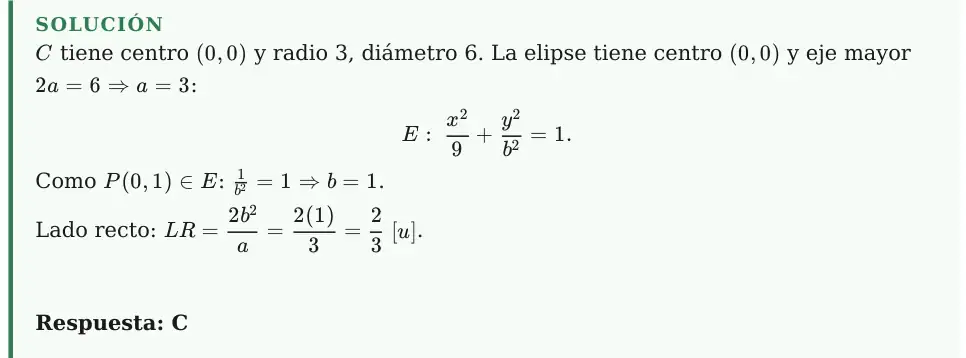 SOLUCIÓN
C tiene centro (0,0) y radio 3, diámetro 6. La elipse tiene centro (0,0) y eje mayor
2a = 6 ⇒ a = 3:
E : x²/9 + y²/b² = 1.
Como P(0,1) ∈ E: 1/b² = 1 ⇒ b = 1.
Lado recto: LR = 2b²/a = 2(1)/3 = 2/3 [u].
Respuesta: C